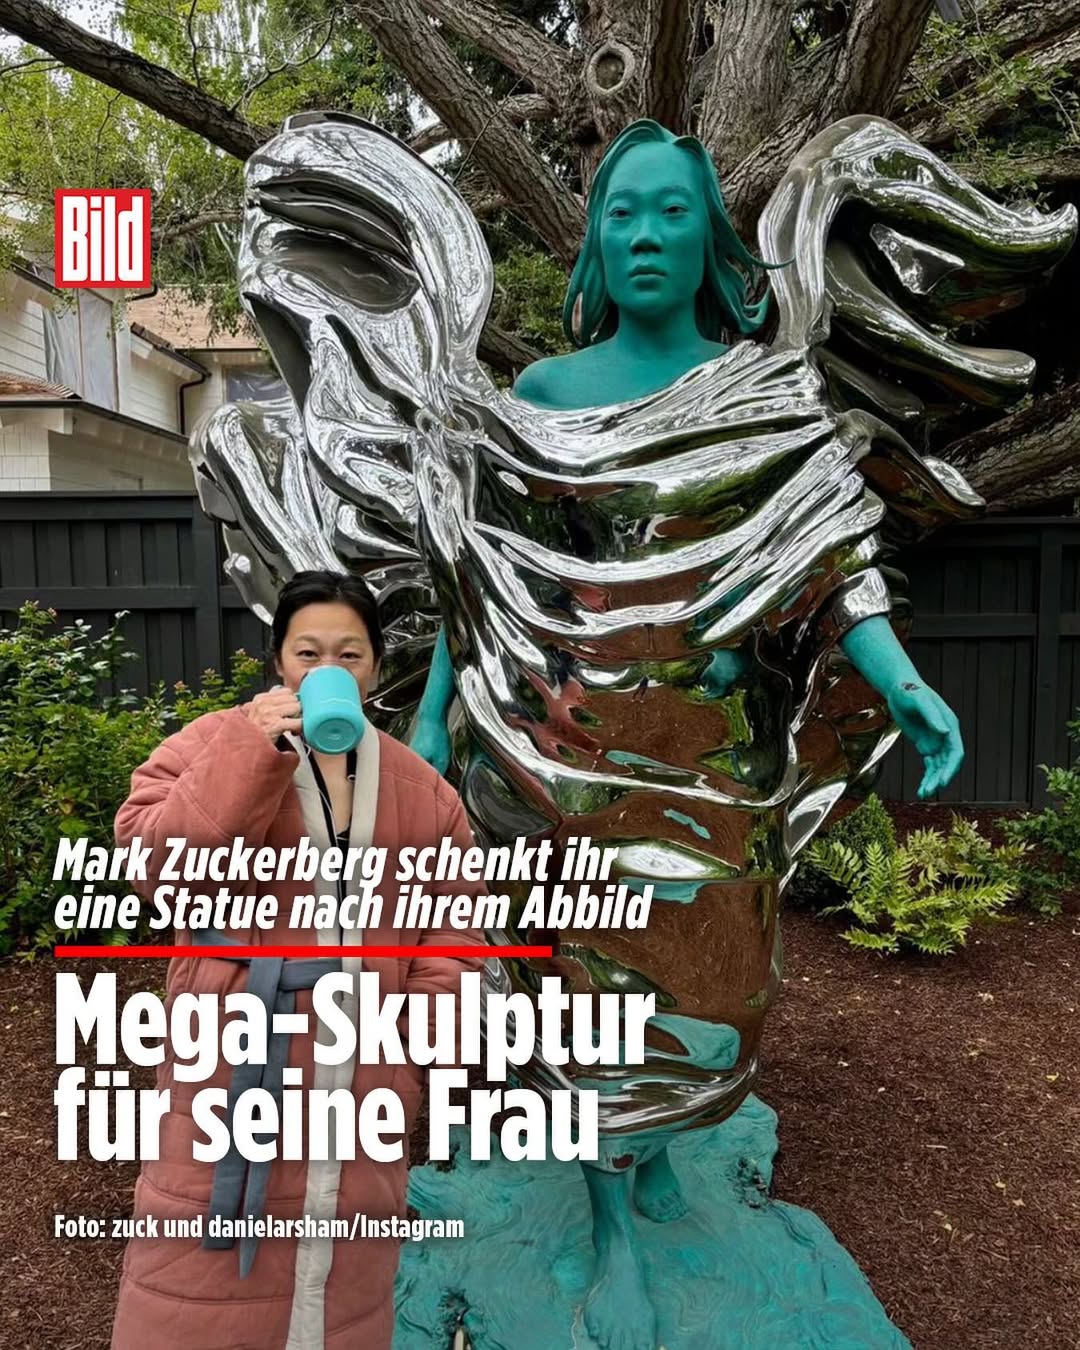 Bild
Mark Zuckerberg schenkt ihr
eine Statue nach ihrem Abbild
Mega-Skulptur
für seine Frau
Foto: zuck und danielarsham/Instagram